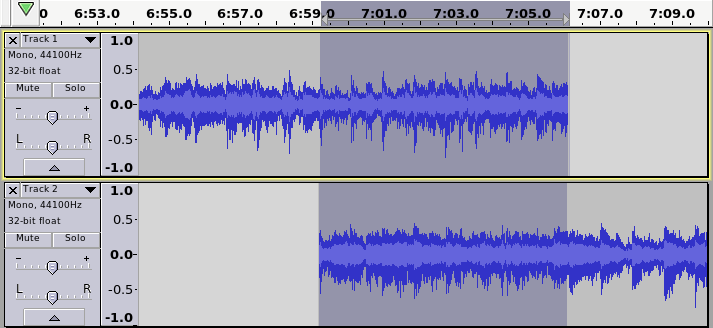 0 6:53.0 6:55.0 6:57.0 6:59.0 7:01.0 7:03.0 7:05.0 7:07.0 7:09.0
X Track 1
Mono, 44100Hz
32-bit float
Mute Solo
- +
L R
1.0
0.5-
0.0-
-0.5-
-1.0
X Track 2
Mono, 44100Hz
32-bit float
Mute Solo
- +
L R
1.0
0.5-
0.0-
-0.5-
-1.0